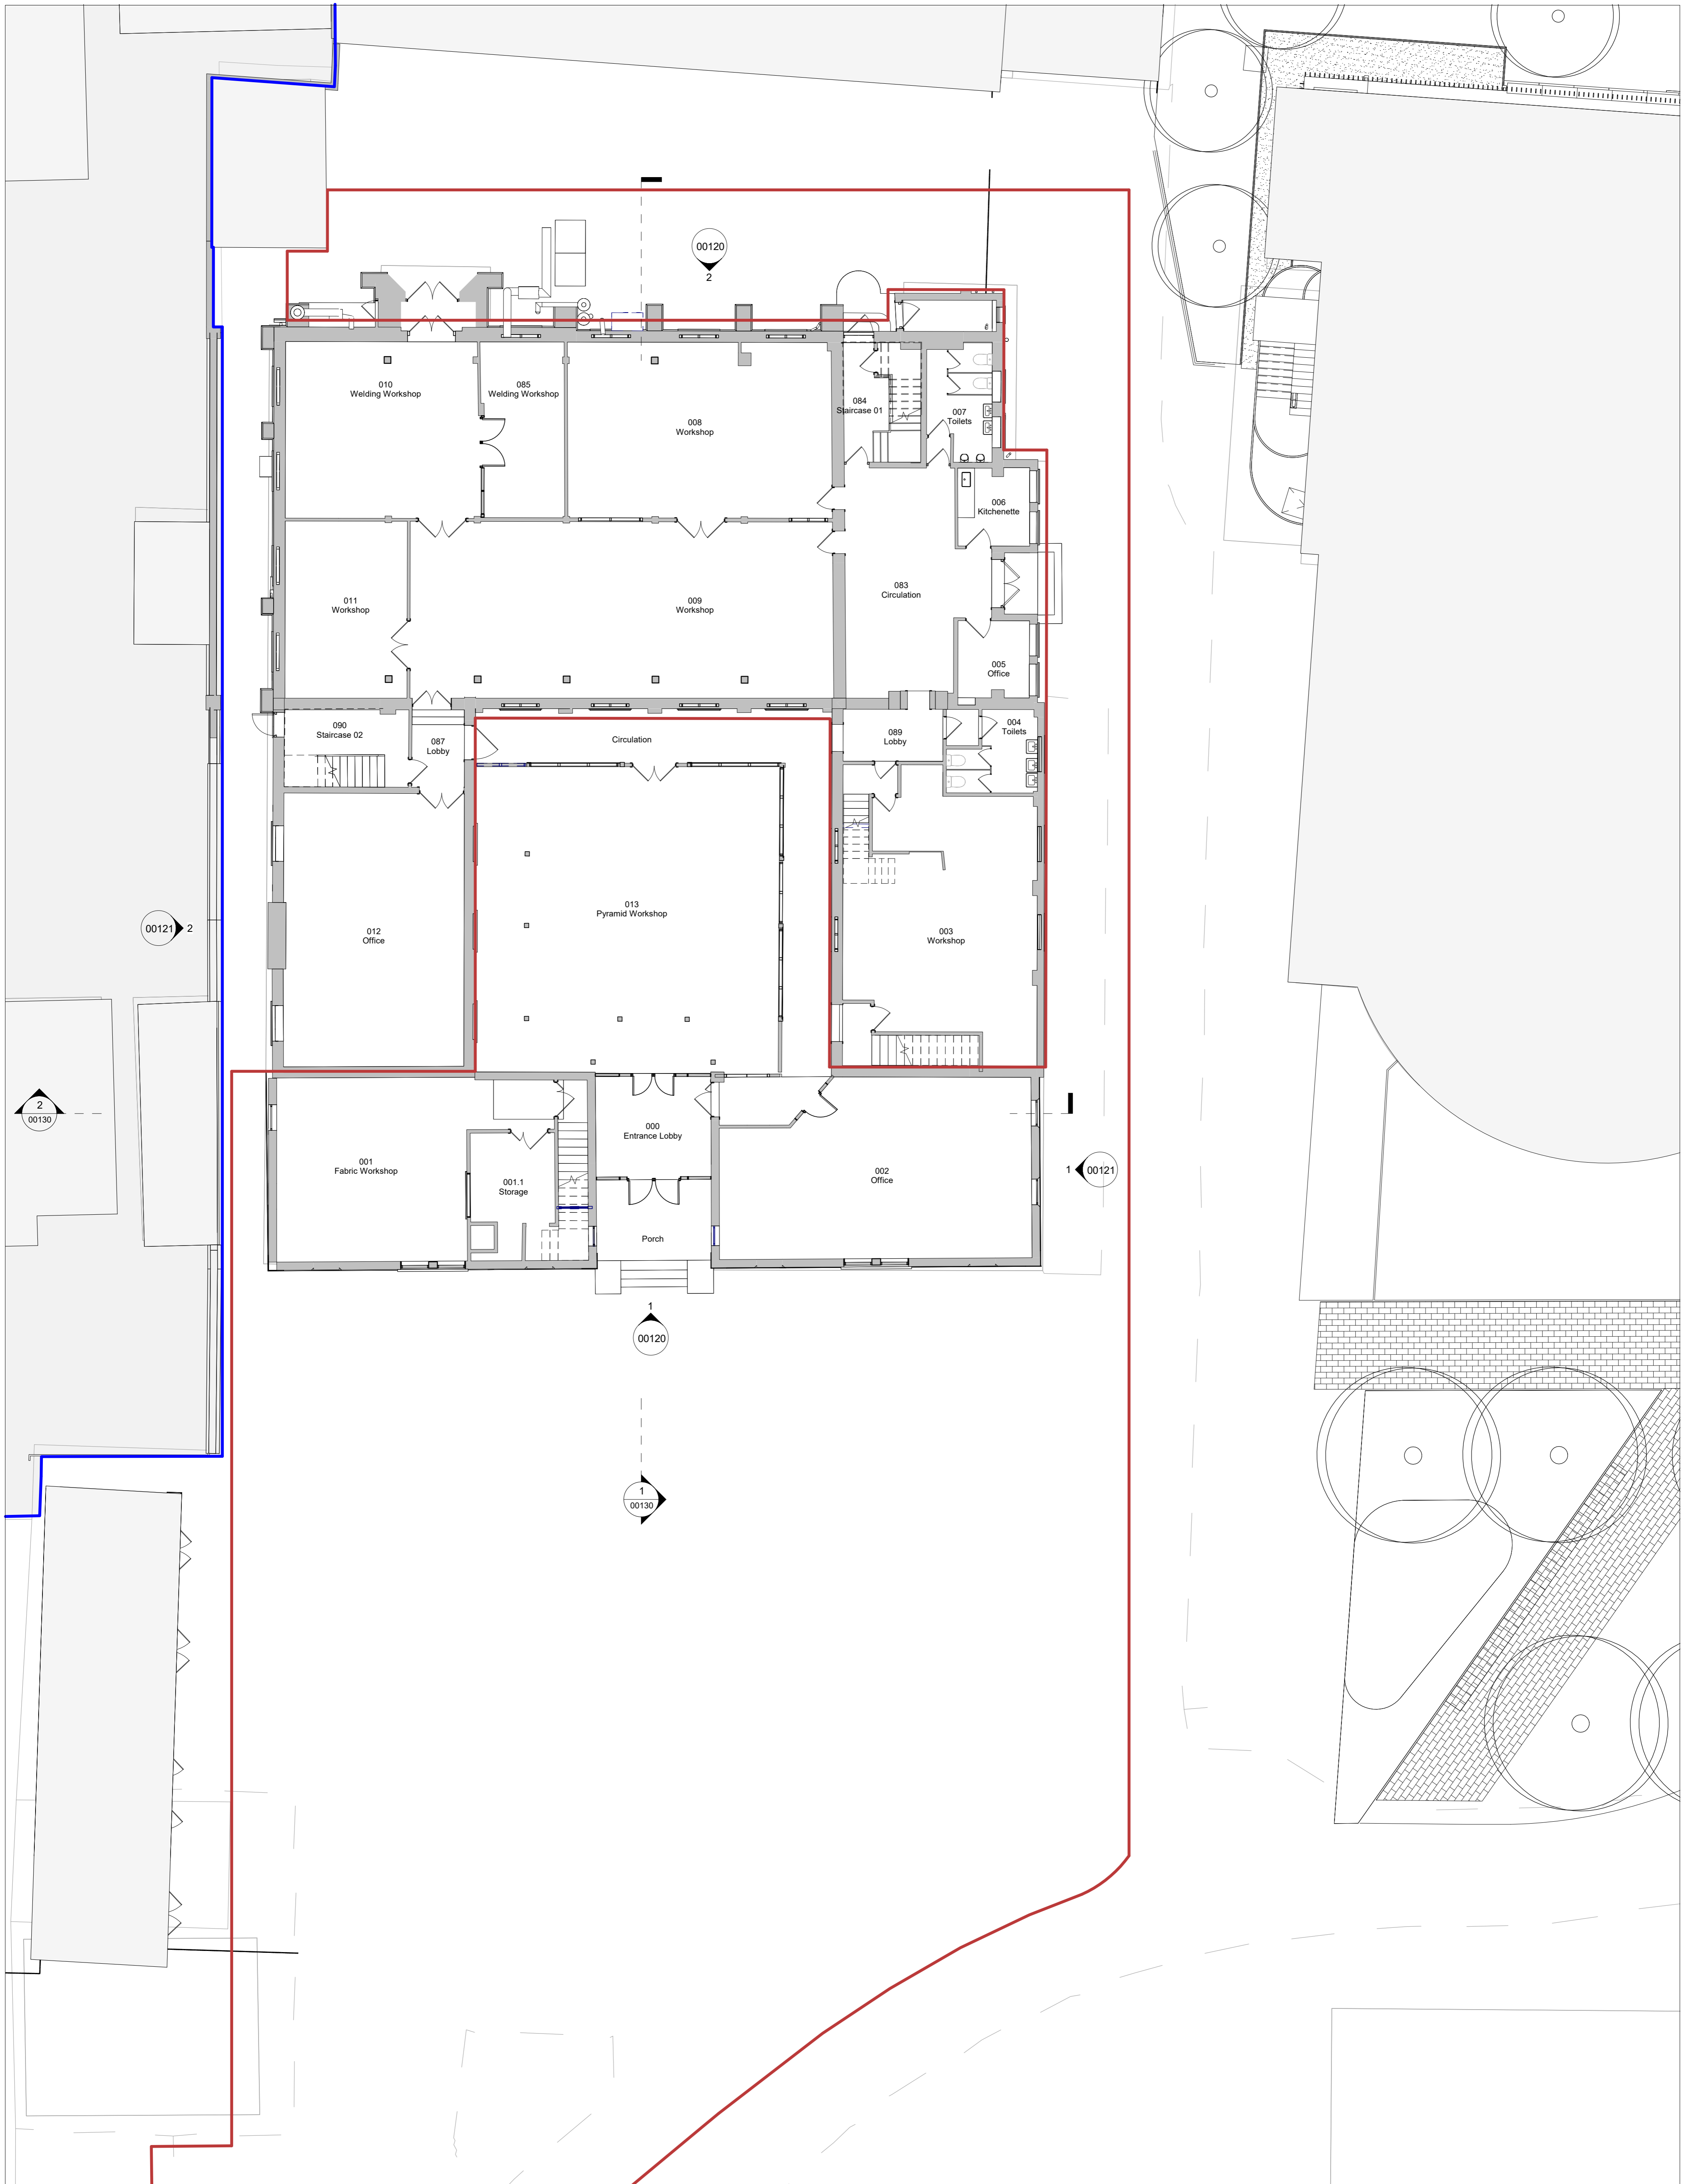 00120
2
010
Welding Workshop
085
Welding Workshop
008
Workshop
084
Staircase 01
007
Toilets
006
Kitchenette
083
Circulation
011
Workshop
009
Workshop
005
Office
090
Staircase 02
087
Lobby
Circulation
089
Lobby
004
Toilets
013
Pyramid Workshop
012
Office
003
Workshop
00121
2
2
00130
000
Entrance Lobby
001
Fabric Workshop
001.1
Storage
002
Office
1
00121
Porch
1
00120
1
00130